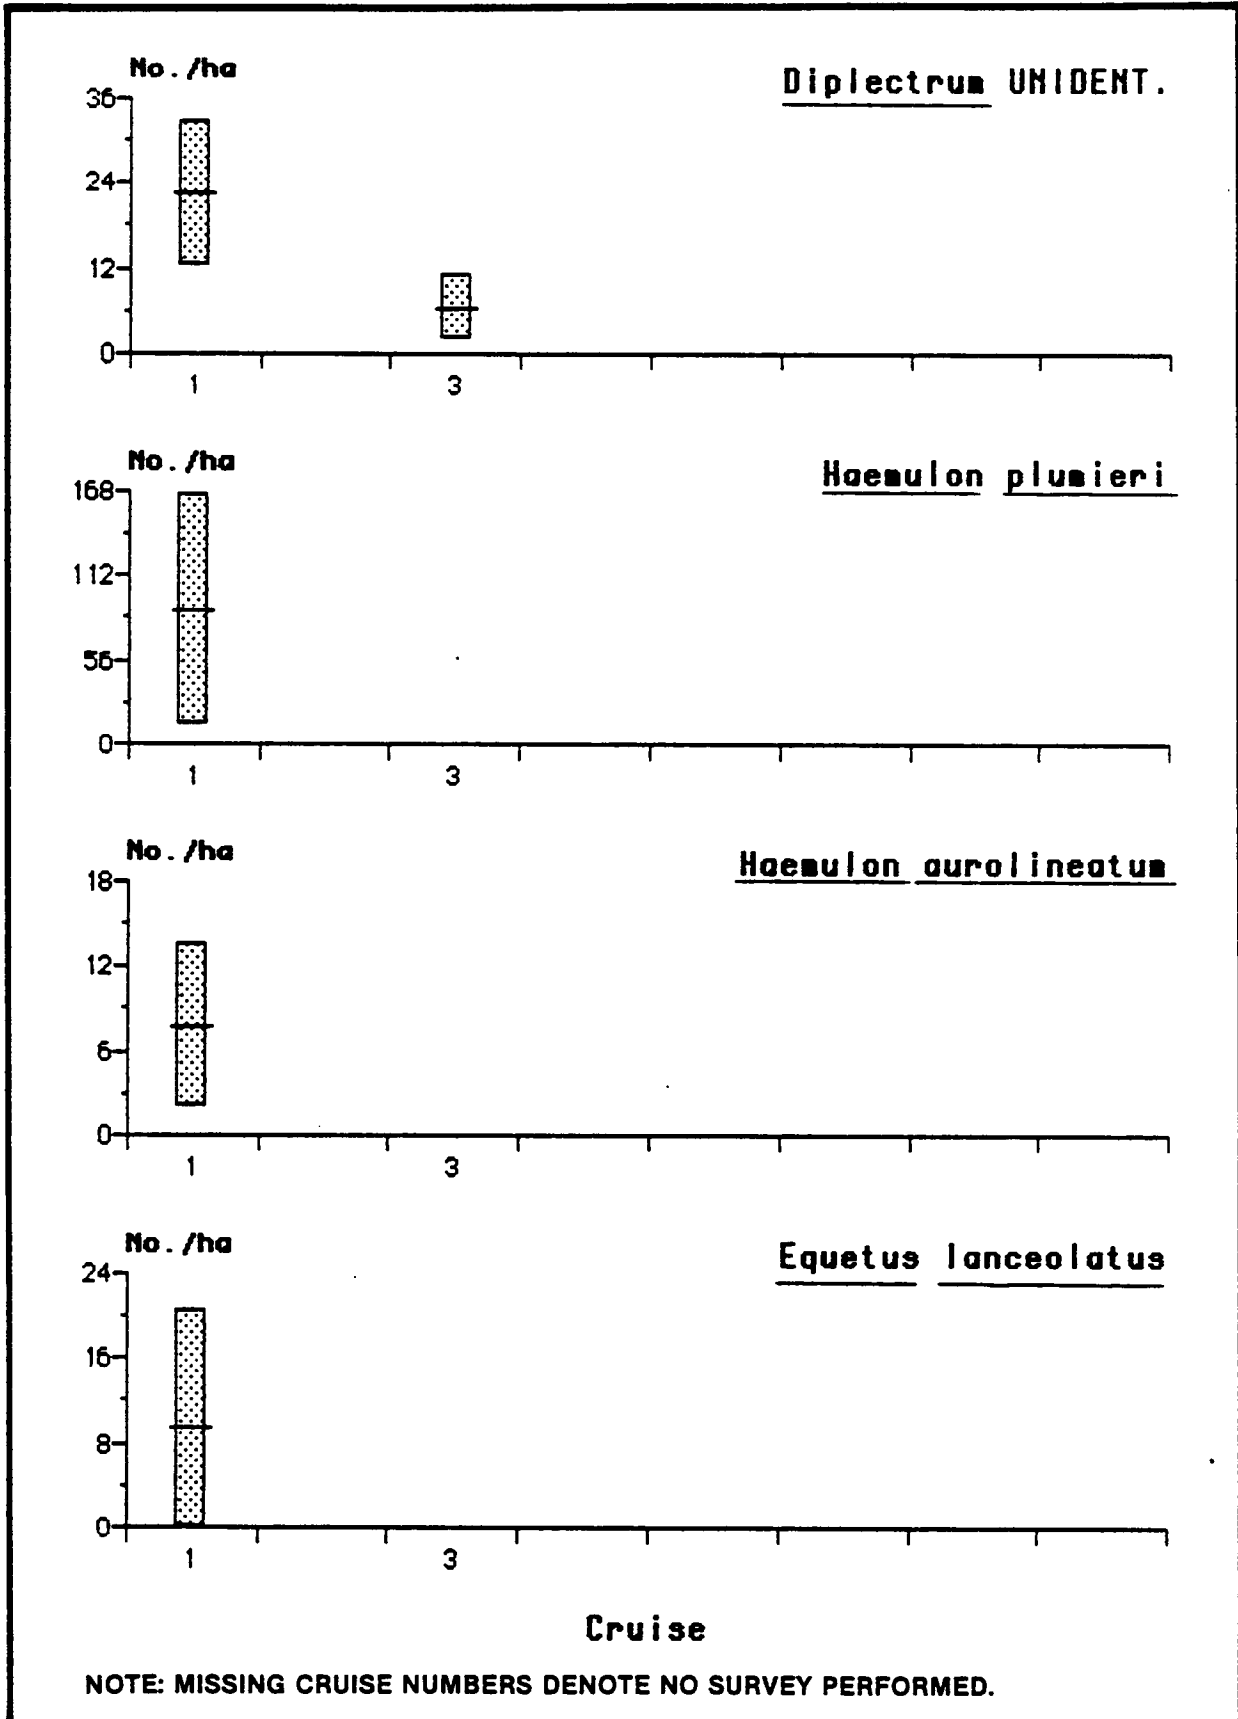 No./ha
Diplectrum UNIDENT.
36
24
12
0
1 3
No./ha
Haemulon plumieri
168
112
56
0
1 3
No./ha
Haemulon aurolineatum
18
12
6
0
1 3
No./ha
Equetus lanceolatus
24
16
8
0
1 3
Cruise
NOTE: MISSING CRUISE NUMBERS DENOTE NO SURVEY PERFORMED.